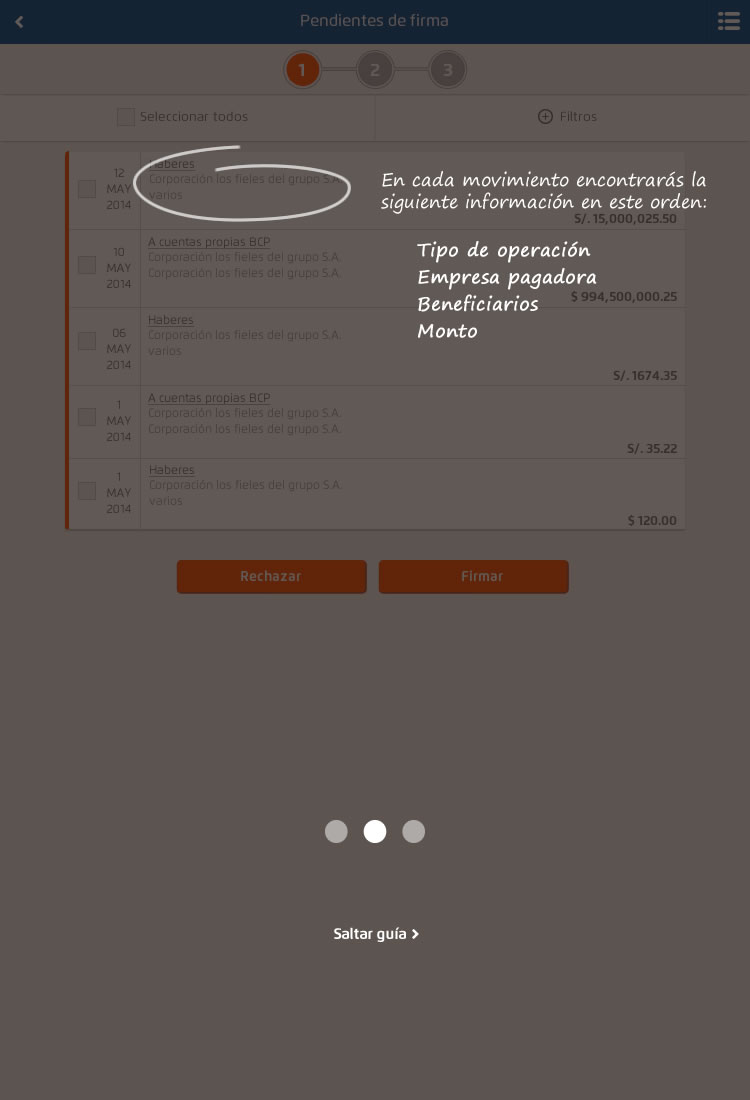 Pendientes de firma
1 2 3
Seleccionar todos
Filtros
12
MAY
2014
Haberes
Corporación los fieles del grupo S.A.
varios
S/. 15,000,025.50
En cada movimiento encontrarás la
siguiente información en este orden:
Tipo de operación
Empresa pagadora
Beneficiarios
Monto
10
MAY
2014
A cuentas propias BCP
Corporación los fieles del grupo S.A.
Corporación los fieles del grupo S.A.
$ 994,500,000.25
06
MAY
2014
Haberes
Corporación los fieles del grupo S.A.
varios
S/. 1674.35
1
MAY
2014
A cuentas propias BCP
Corporación los fieles del grupo S.A.
Corporación los fieles del grupo S.A.
S/. 35.22
1
MAY
2014
Haberes
Corporación los fieles del grupo S.A.
varios
$ 120.00
Rechazar
Firmar
Saltar guía >